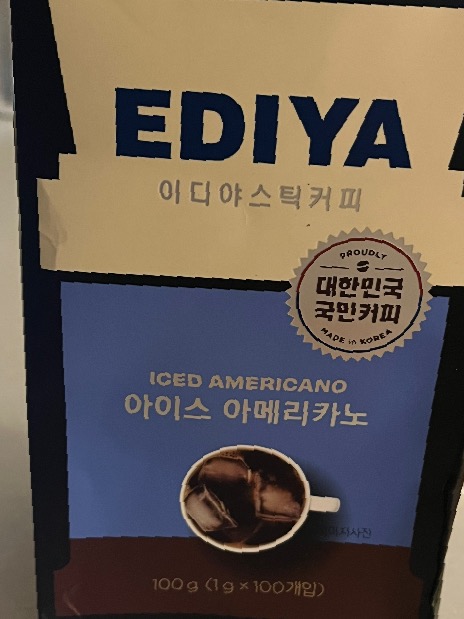 EDIYA
이디야스틱커피
PROUDLY
대한민국
국민커피
MADE in KOREA
ICED AMERICANO
아이스 아메리카노
100g (1g×100개입)